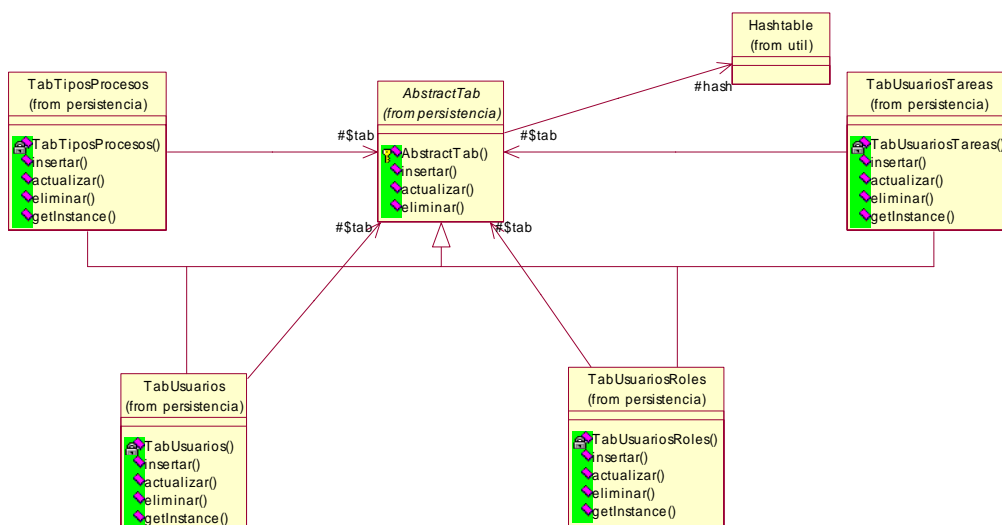 Hashtable
(from util)
#hash
TabTiposProcesos
(from persistencia)
TabTiposProcesos()
insertar()
actualizar()
eliminar()
getInstance()
#$tab
AbstractTab
(from persistencia)
AbstractTab()
insertar()
actualizar()
eliminar()
#$tab
TabUsuariosTareas
(from persistencia)
TabUsuariosTareas()
insertar()
actualizar()
eliminar()
getInstance()
#$tab
#$tab
TabUsuarios
(from persistencia)
TabUsuarios()
insertar()
actualizar()
eliminar()
getInstance()
TabUsuariosRoles
(from persistencia)
TabUsuariosRoles()
insertar()
actualizar()
eliminar()
getInstance()